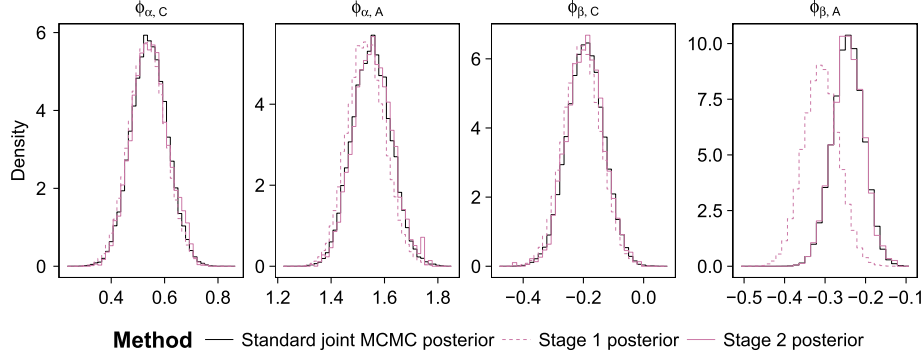 ϕα, C ϕα, A ϕβ, C ϕβ, A
Density
6
4
2
0
0.4 0.6 0.8
4
2
0
1.2 1.4 1.6 1.8
6
4
2
0
−0.4 −0.2 0.0
10.0
7.5
5.0
2.5
0.0
−0.5 −0.4 −0.3 −0.2 −0.1
Method Standard joint MCMC posterior Stage 1 posterior Stage 2 posterior